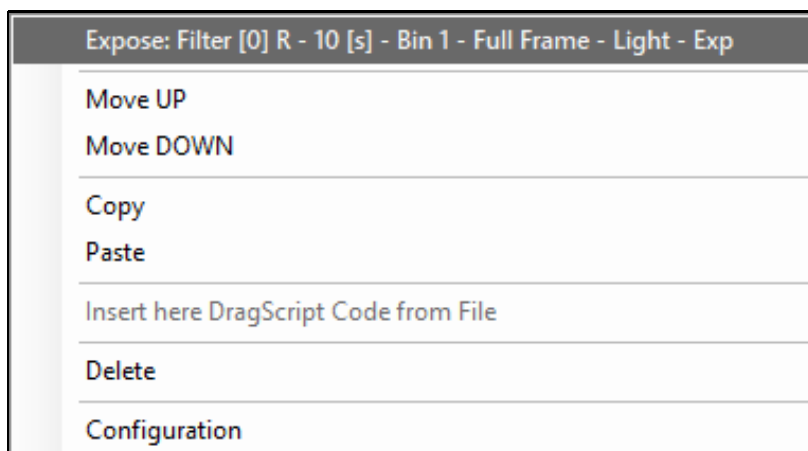 Expose: Filter [0] R - 10 [s] - Bin 1 - Full Frame - Light - Exp
Move UP
Move DOWN
Copy
Paste
Insert here DragScript Code from File
Delete
Configuration